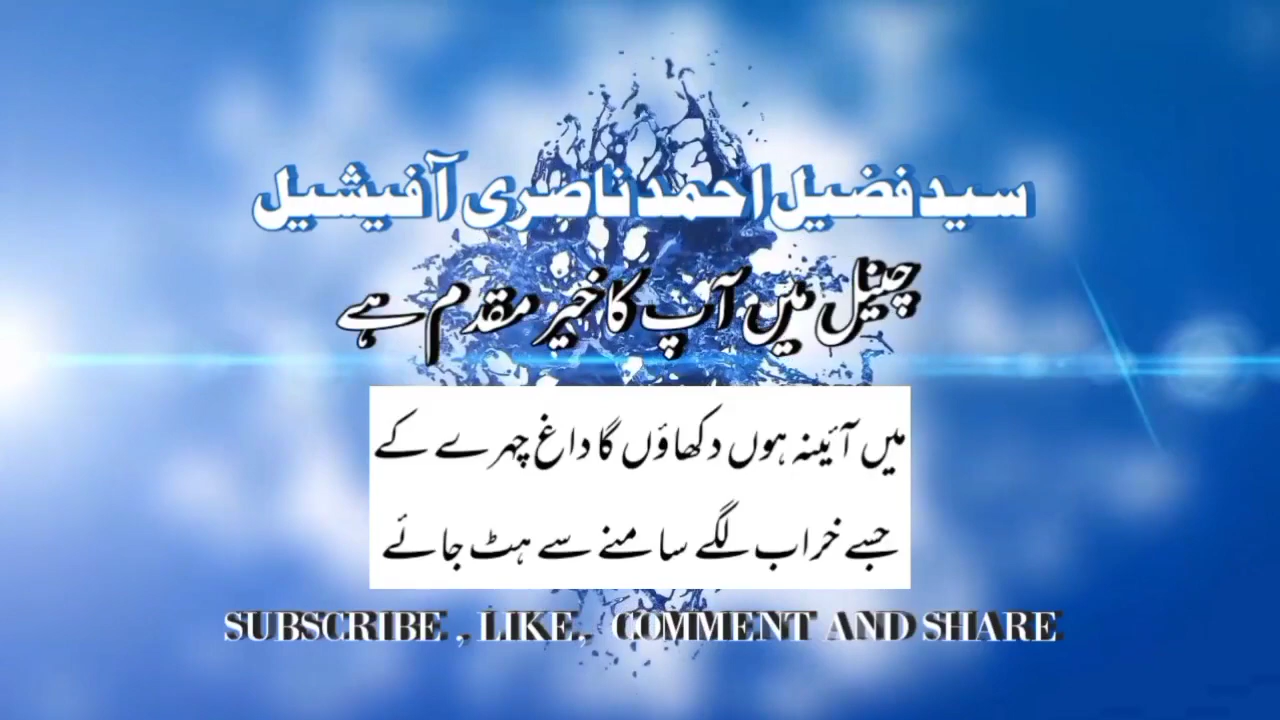 سید فضیل احمد ناصری آفیشیل
چینیل میں آپ کا خیر مقدم ہے
میں آئینہ ہوں دکھاؤں گا داغ چہرے کے
جسے خراب لگے سامنے سے ہٹ جائے
SUBSCRIBE , LIKE, COMMENT AND SHARE